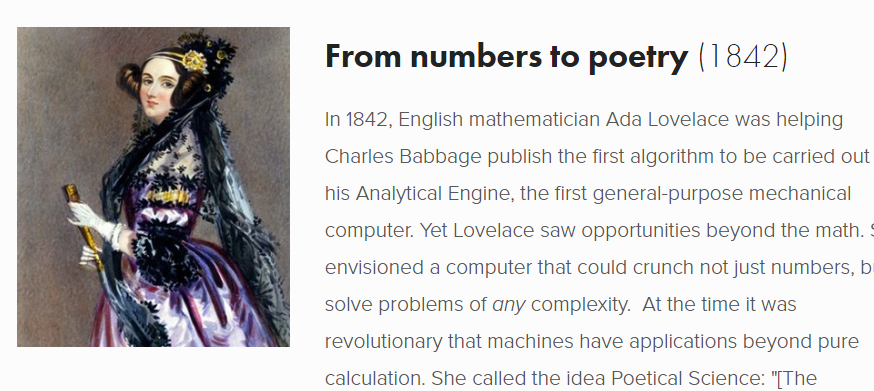 From numbers to poetry (1842)
In 1842, English mathematician Ada Lovelace was helping
Charles Babbage publish the first algorithm to be carried out
his Analytical Engine, the first general-purpose mechanical
computer. Yet Lovelace saw opportunities beyond the math.
envisioned a computer that could crunch not just numbers,
solve problems of any complexity.  At the time it was
revolutionary that machines have applications beyond pure
calculation. She called the idea Poetical Science: "[The